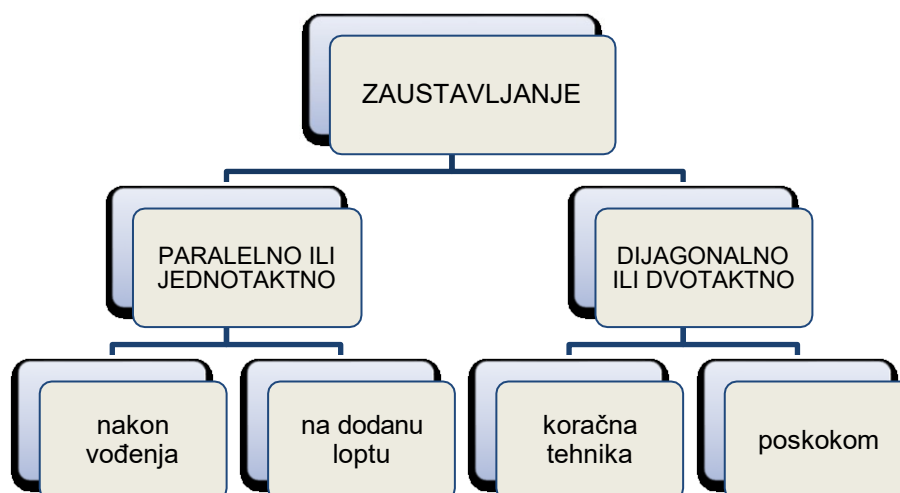 ZAUSTAVLJANJE
PARALELNO ILI
JEDNOTAKTNO
DIJAGONALNO
ILI DVOTAKTNO
nakon
vođenja
na dodanu
loptu
koračna
tehnika
poskokom